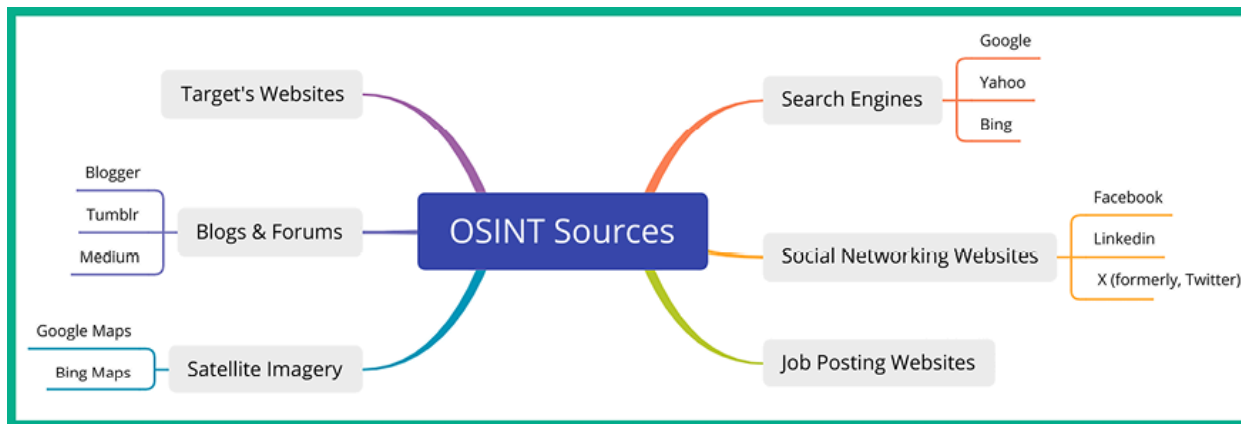 OSINT Sources
Target's Websites
Blogs & Forums
Blogger
Tumblr
Medium
Satellite Imagery
Google Maps
Bing Maps
Search Engines
Google
Yahoo
Bing
Social Networking Websites
Facebook
Linkedin
X (formerly, Twitter)
Job Posting Websites